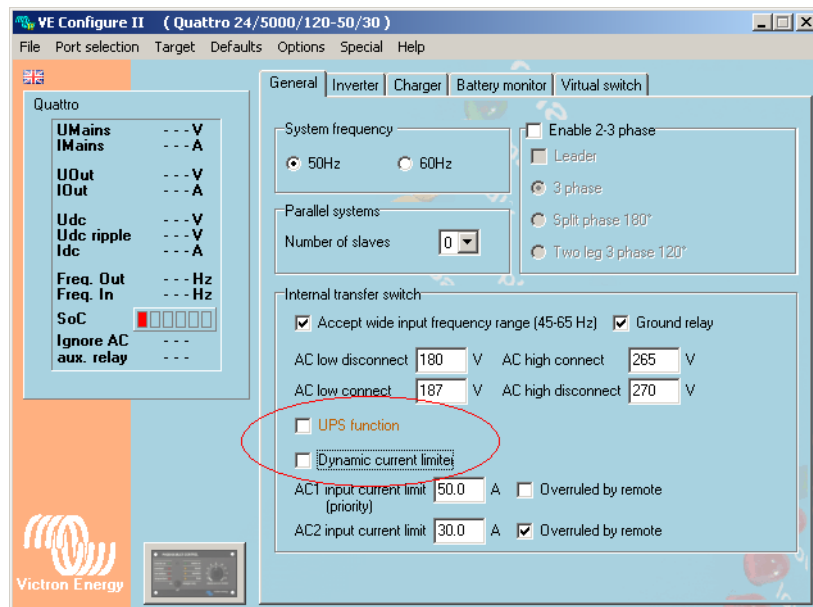 VE Configure II ( Quattro 24/5000/120-50/30 )
File Port selection Target Defaults Options Special Help
Quattro
UMains - - - V
IMains - - - A
UOut - - - V
IOut - - - A
Udc - - - V
Udc ripple - - - V
Idc - - - A
Freq. Out - - - Hz
Freq. In - - - Hz
SoC
Ignore AC - - -
aux. relay - - -
Victron Energy
General Inverter Charger Battery monitor Virtual switch
System frequency
50Hz 60Hz
Parallel systems
Number of slaves 0
Enable 2-3 phase
Leader
3 phase
Split phase 180°
Two leg 3 phase 120°
Internal transfer switch
Accept wide input frequency range (45-65 Hz) Ground relay
AC low disconnect 180 V AC high connect 265 V
AC low connect 187 V AC high disconnect 270 V
UPS function
Dynamic current limiter
AC1 input current limit 50.0 A Overruled by remote
(priority)
AC2 input current limit 30.0 A Overruled by remote